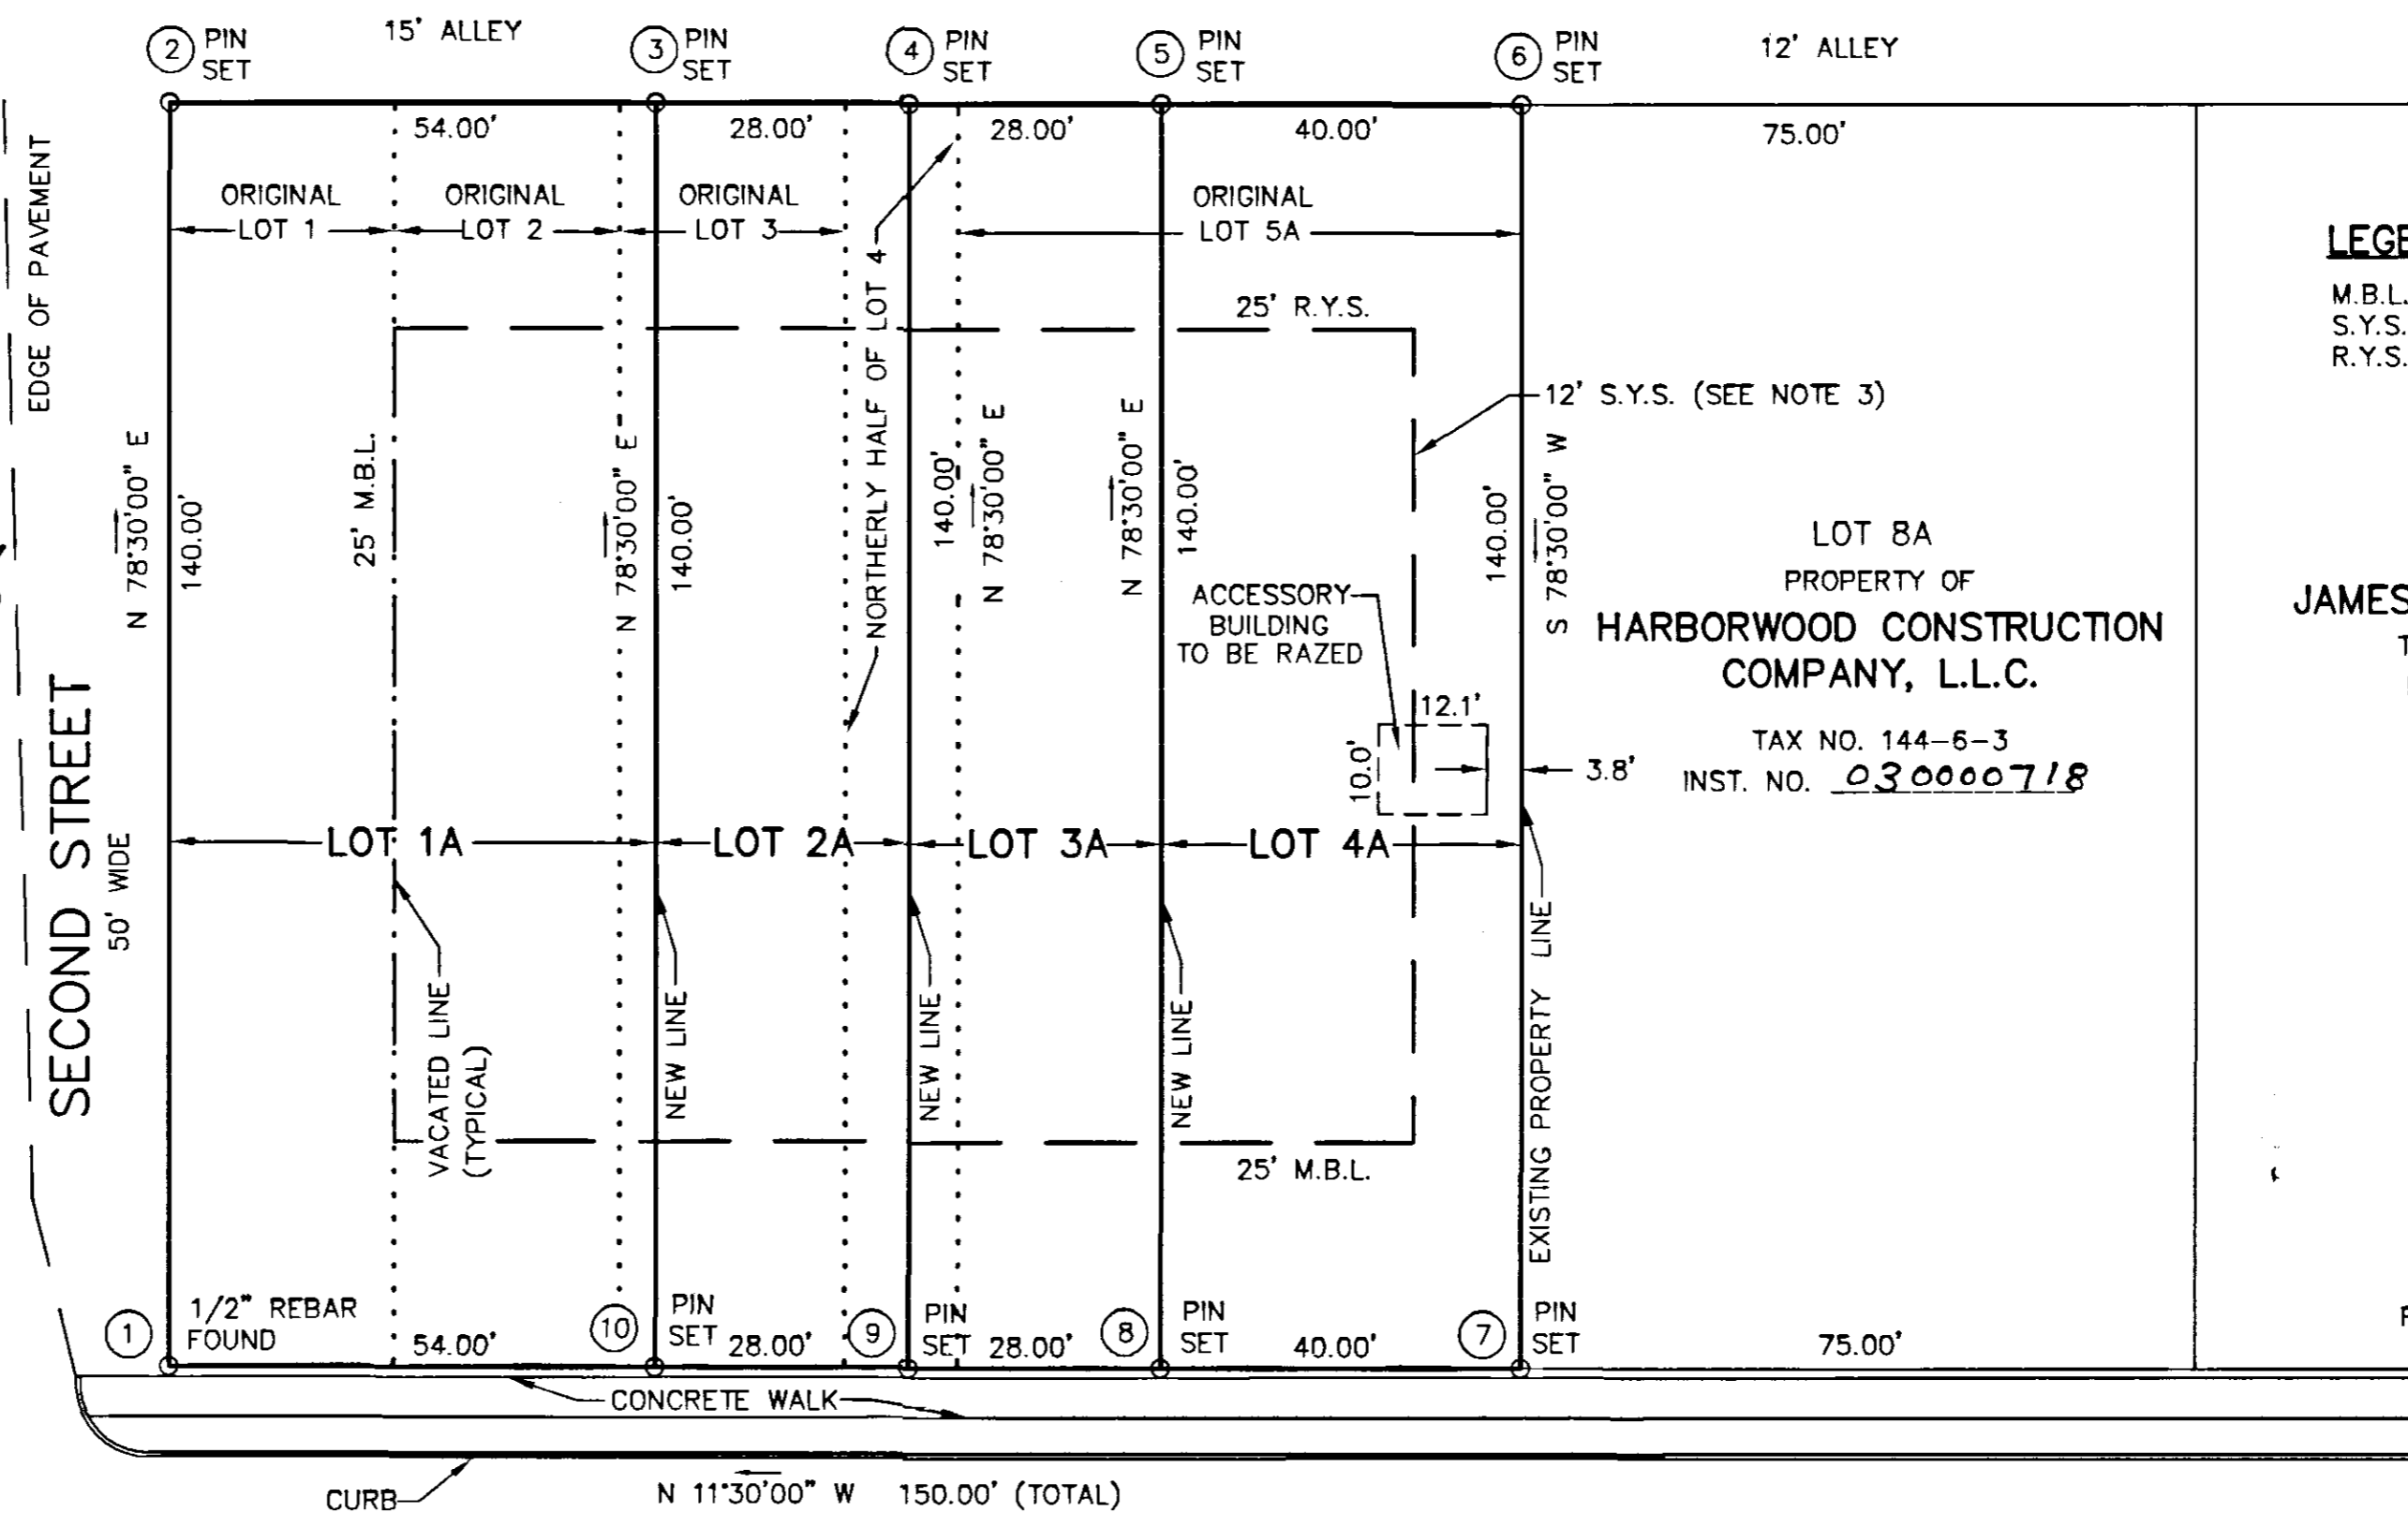 2 PIN
SET
15' ALLEY
3 PIN
SET
4 PIN
SET
5 PIN
SET
6 PIN
SET
12' ALLEY
54.00'
28.00'
28.00'
40.00'
75.00'
EDGE OF PAVEMENT
ORIGINAL
LOT 1
ORIGINAL
LOT 2
ORIGINAL
LOT 3
NORTHERLY HALF OF LOT 4
ORIGINAL
LOT 5A
25' R.Y.S.
12' S.Y.S. (SEE NOTE 3)
M.B.L.
S.Y.S.
R.Y.S.
N 78°30'00" E
140.00'
25' M.B.L.
N 78°30'00" E
140.00'
140.00'
N 78°30'00" E
N 78°30'00" E
140.00'
140.00'
S 78°30'00" W
ACCESSORY
BUILDING
TO BE RAZED
12.1'
10.0'
3.8'
LOT 8A
PROPERTY OF
HARBORWOOD CONSTRUCTION
COMPANY, L.L.C.
TAX NO. 144-6-3
INST. NO. 030000718
JAMES
SECOND STREET
50' WIDE
LOT 1A
LOT 2A
LOT 3A
LOT 4A
VACATED LINE
(TYPICAL)
NEW LINE
NEW LINE
NEW LINE
EXISTING PROPERTY LINE
25' M.B.L.
1
1/2" REBAR
FOUND
54.00'
10 PIN
SET
28.00'
9 PIN
SET
28.00'
8 PIN
SET
40.00'
7 PIN
SET
75.00'
CONCRETE WALK
CURB
N 11°30'00" W 150.00' (TOTAL)